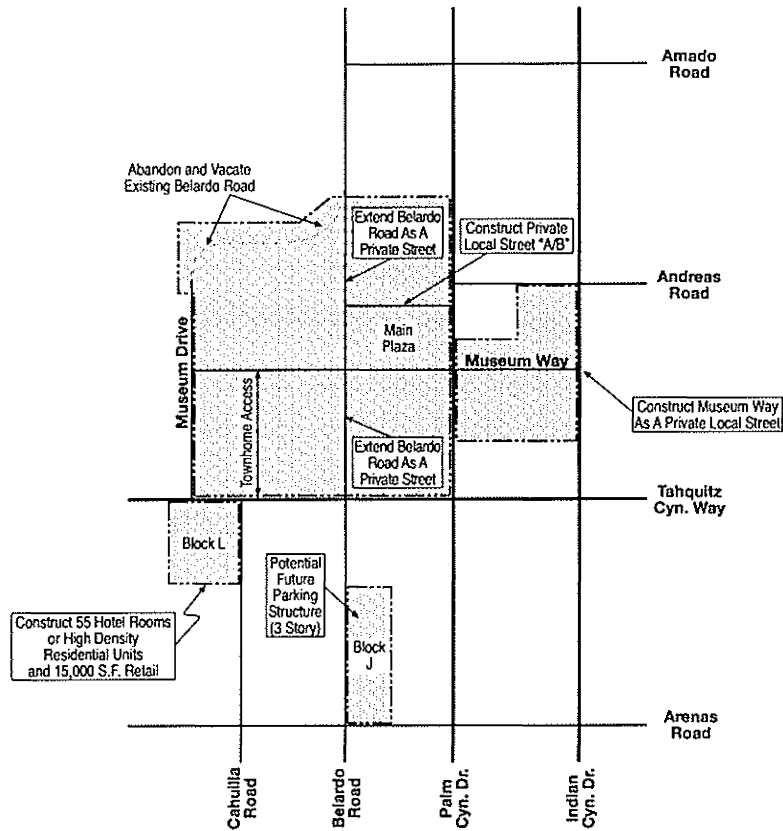 Amado
Road
Abandon and Vacate
Existing Belardo Road
Extend Belardo
Road As A
Private Street
Construct Private
Local Street "A/B"
Andreas
Road
Main
Plaza
Museum Drive
Museum Way
Townhome Access
Construct Museum Way
As A Private Local Street
Extend Belardo
Road As A
Private Street
Tahquitz
Cyn. Way
Block L
Potential
Future
Parking
Structure
(3 Story)
Construct 55 Hotel Rooms
or High Density
Residential Units
and 15,000 S.F. Retail
Block
J
Arenas
Road
Cahuilla
Road
Belardo
Road
Palm
Cyn. Dr.
Indian
Cyn. Dr.